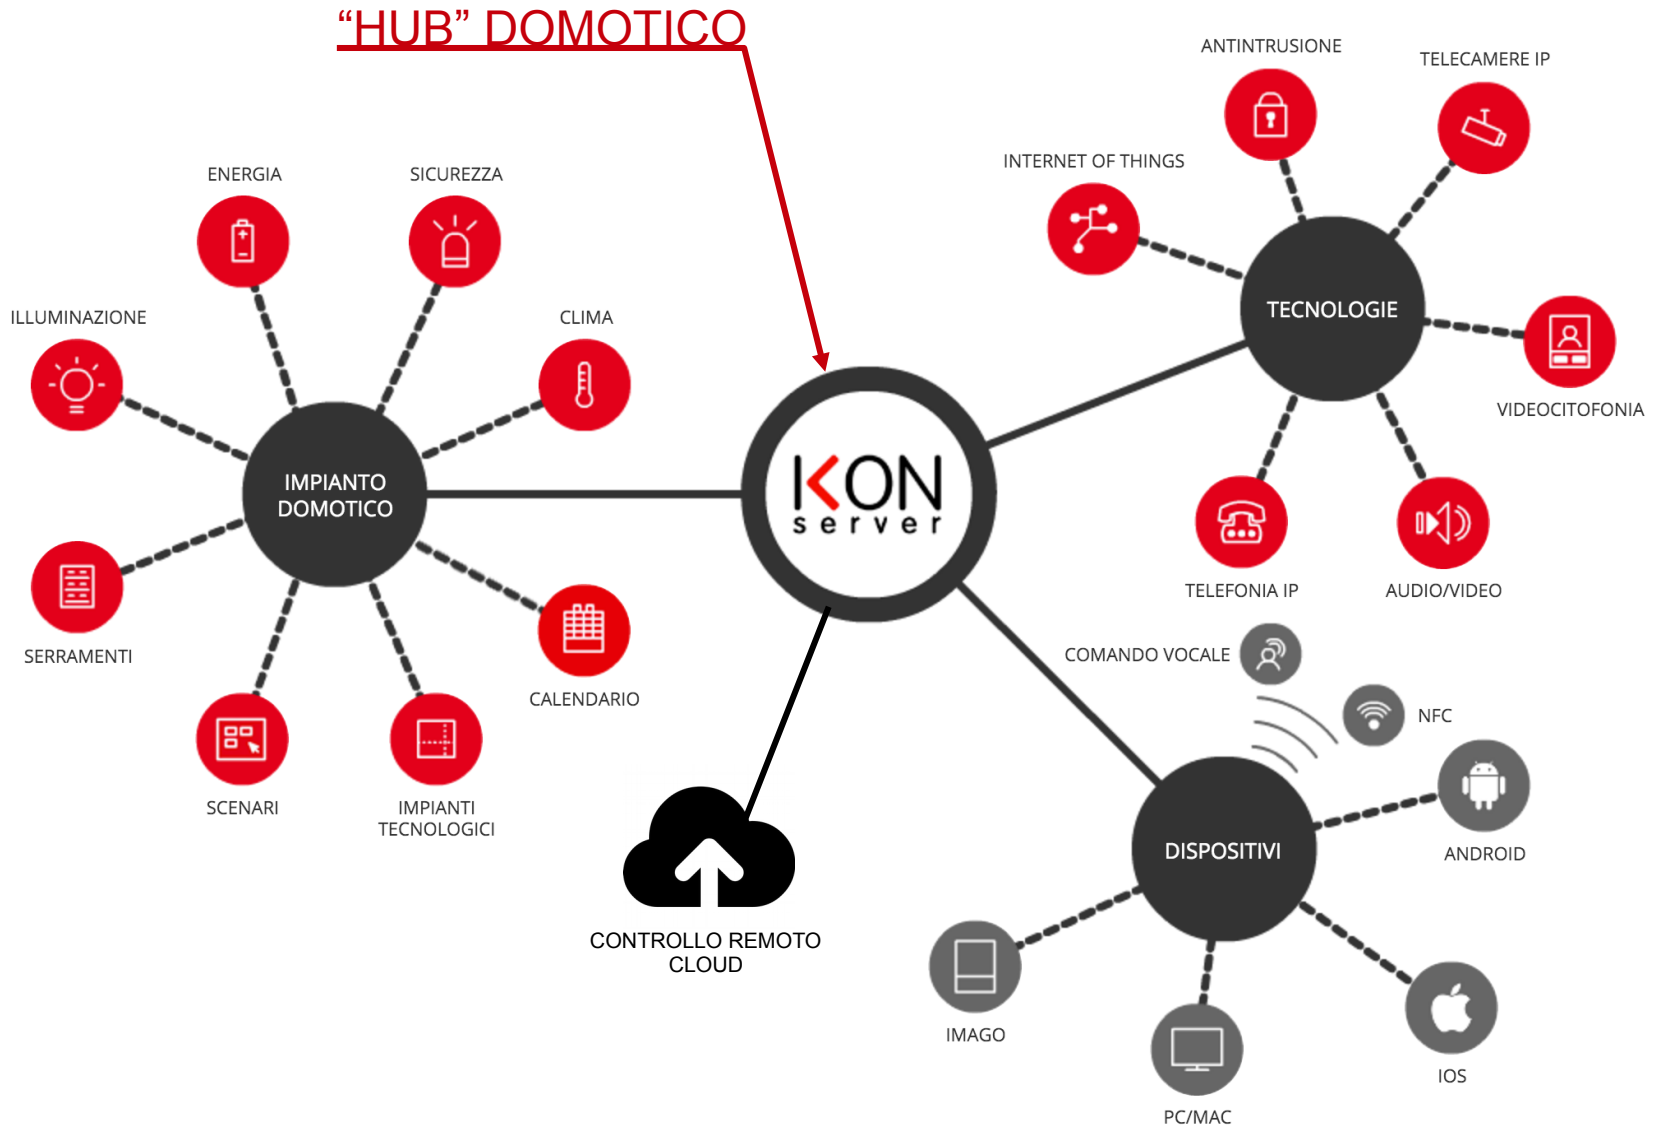 “HUB” DOMOTICO
ANTINTRUSIONE
TELECAMERE IP
INTERNET OF THINGS
TECNOLOGIE
VIDEOCITOFONIA
TELEFONIA IP
AUDIO/VIDEO
ENERGIA
SICUREZZA
ILLUMINAZIONE
CLIMA
IMPIANTO
DOMOTICO
SERRAMENTI
CALENDARIO
SCENARI
IMPIANTI
TECNOLOGICI
KON
server
CONTROLLO REMOTO
CLOUD
COMANDO VOCALE
NFC
ANDROID
DISPOSITIVI
IMAGO
PC/MAC
IOS